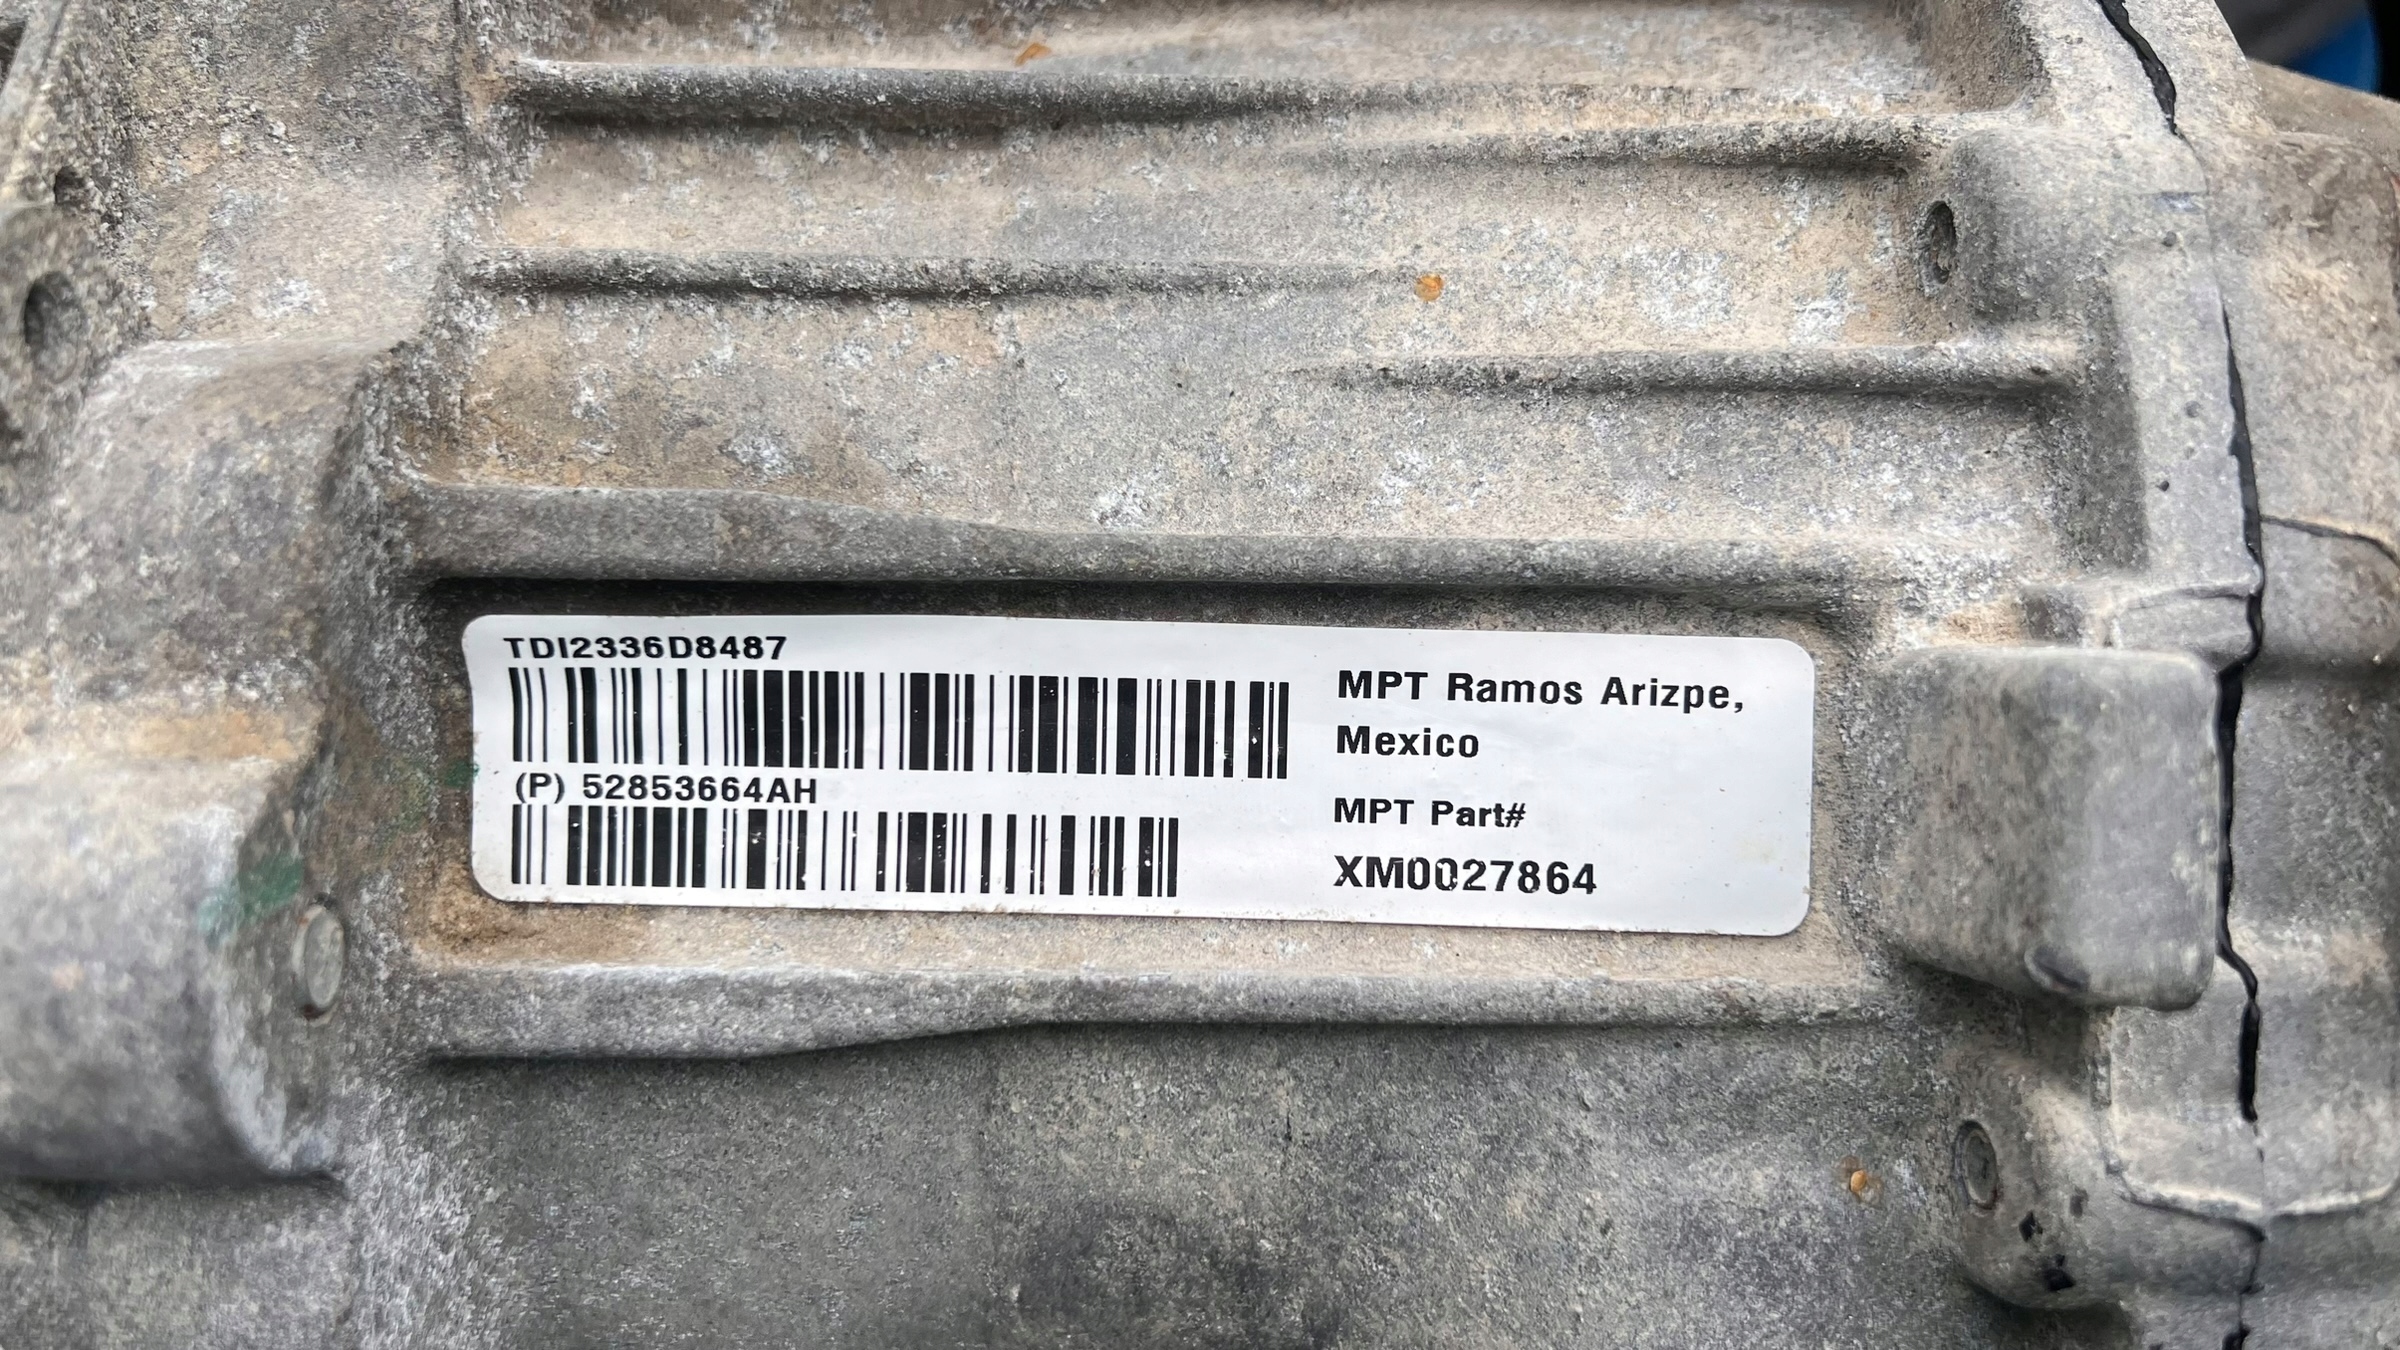 TDI2336D8487
(P) 52853664AH
MPT Ramos Arizpe,
Mexico
MPT Part#
XM0027864